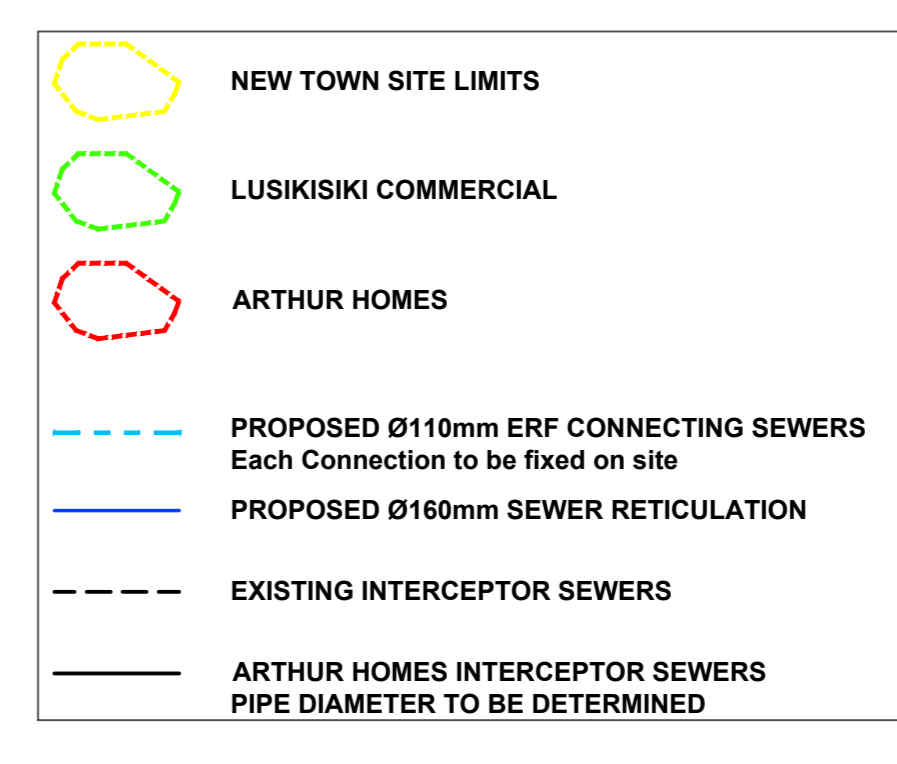 NEW TOWN SITE LIMITS
LUSIKISIKI COMMERCIAL
ARTHUR HOMES
PROPOSED Ø110mm ERF CONNECTING SEWERS
Each Connection to be fixed on site
PROPOSED Ø160mm SEWER RETICULATION
EXISTING INTERCEPTOR SEWERS
ARTHUR HOMES INTERCEPTOR SEWERS
PIPE DIAMETER TO BE DETERMINED